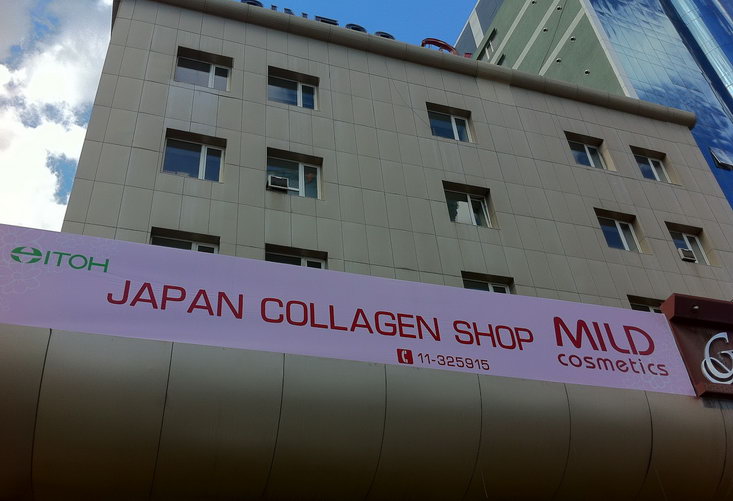 ITOH
JAPAN COLLAGEN SHOP
11-325915
MILD
cosmetics
G